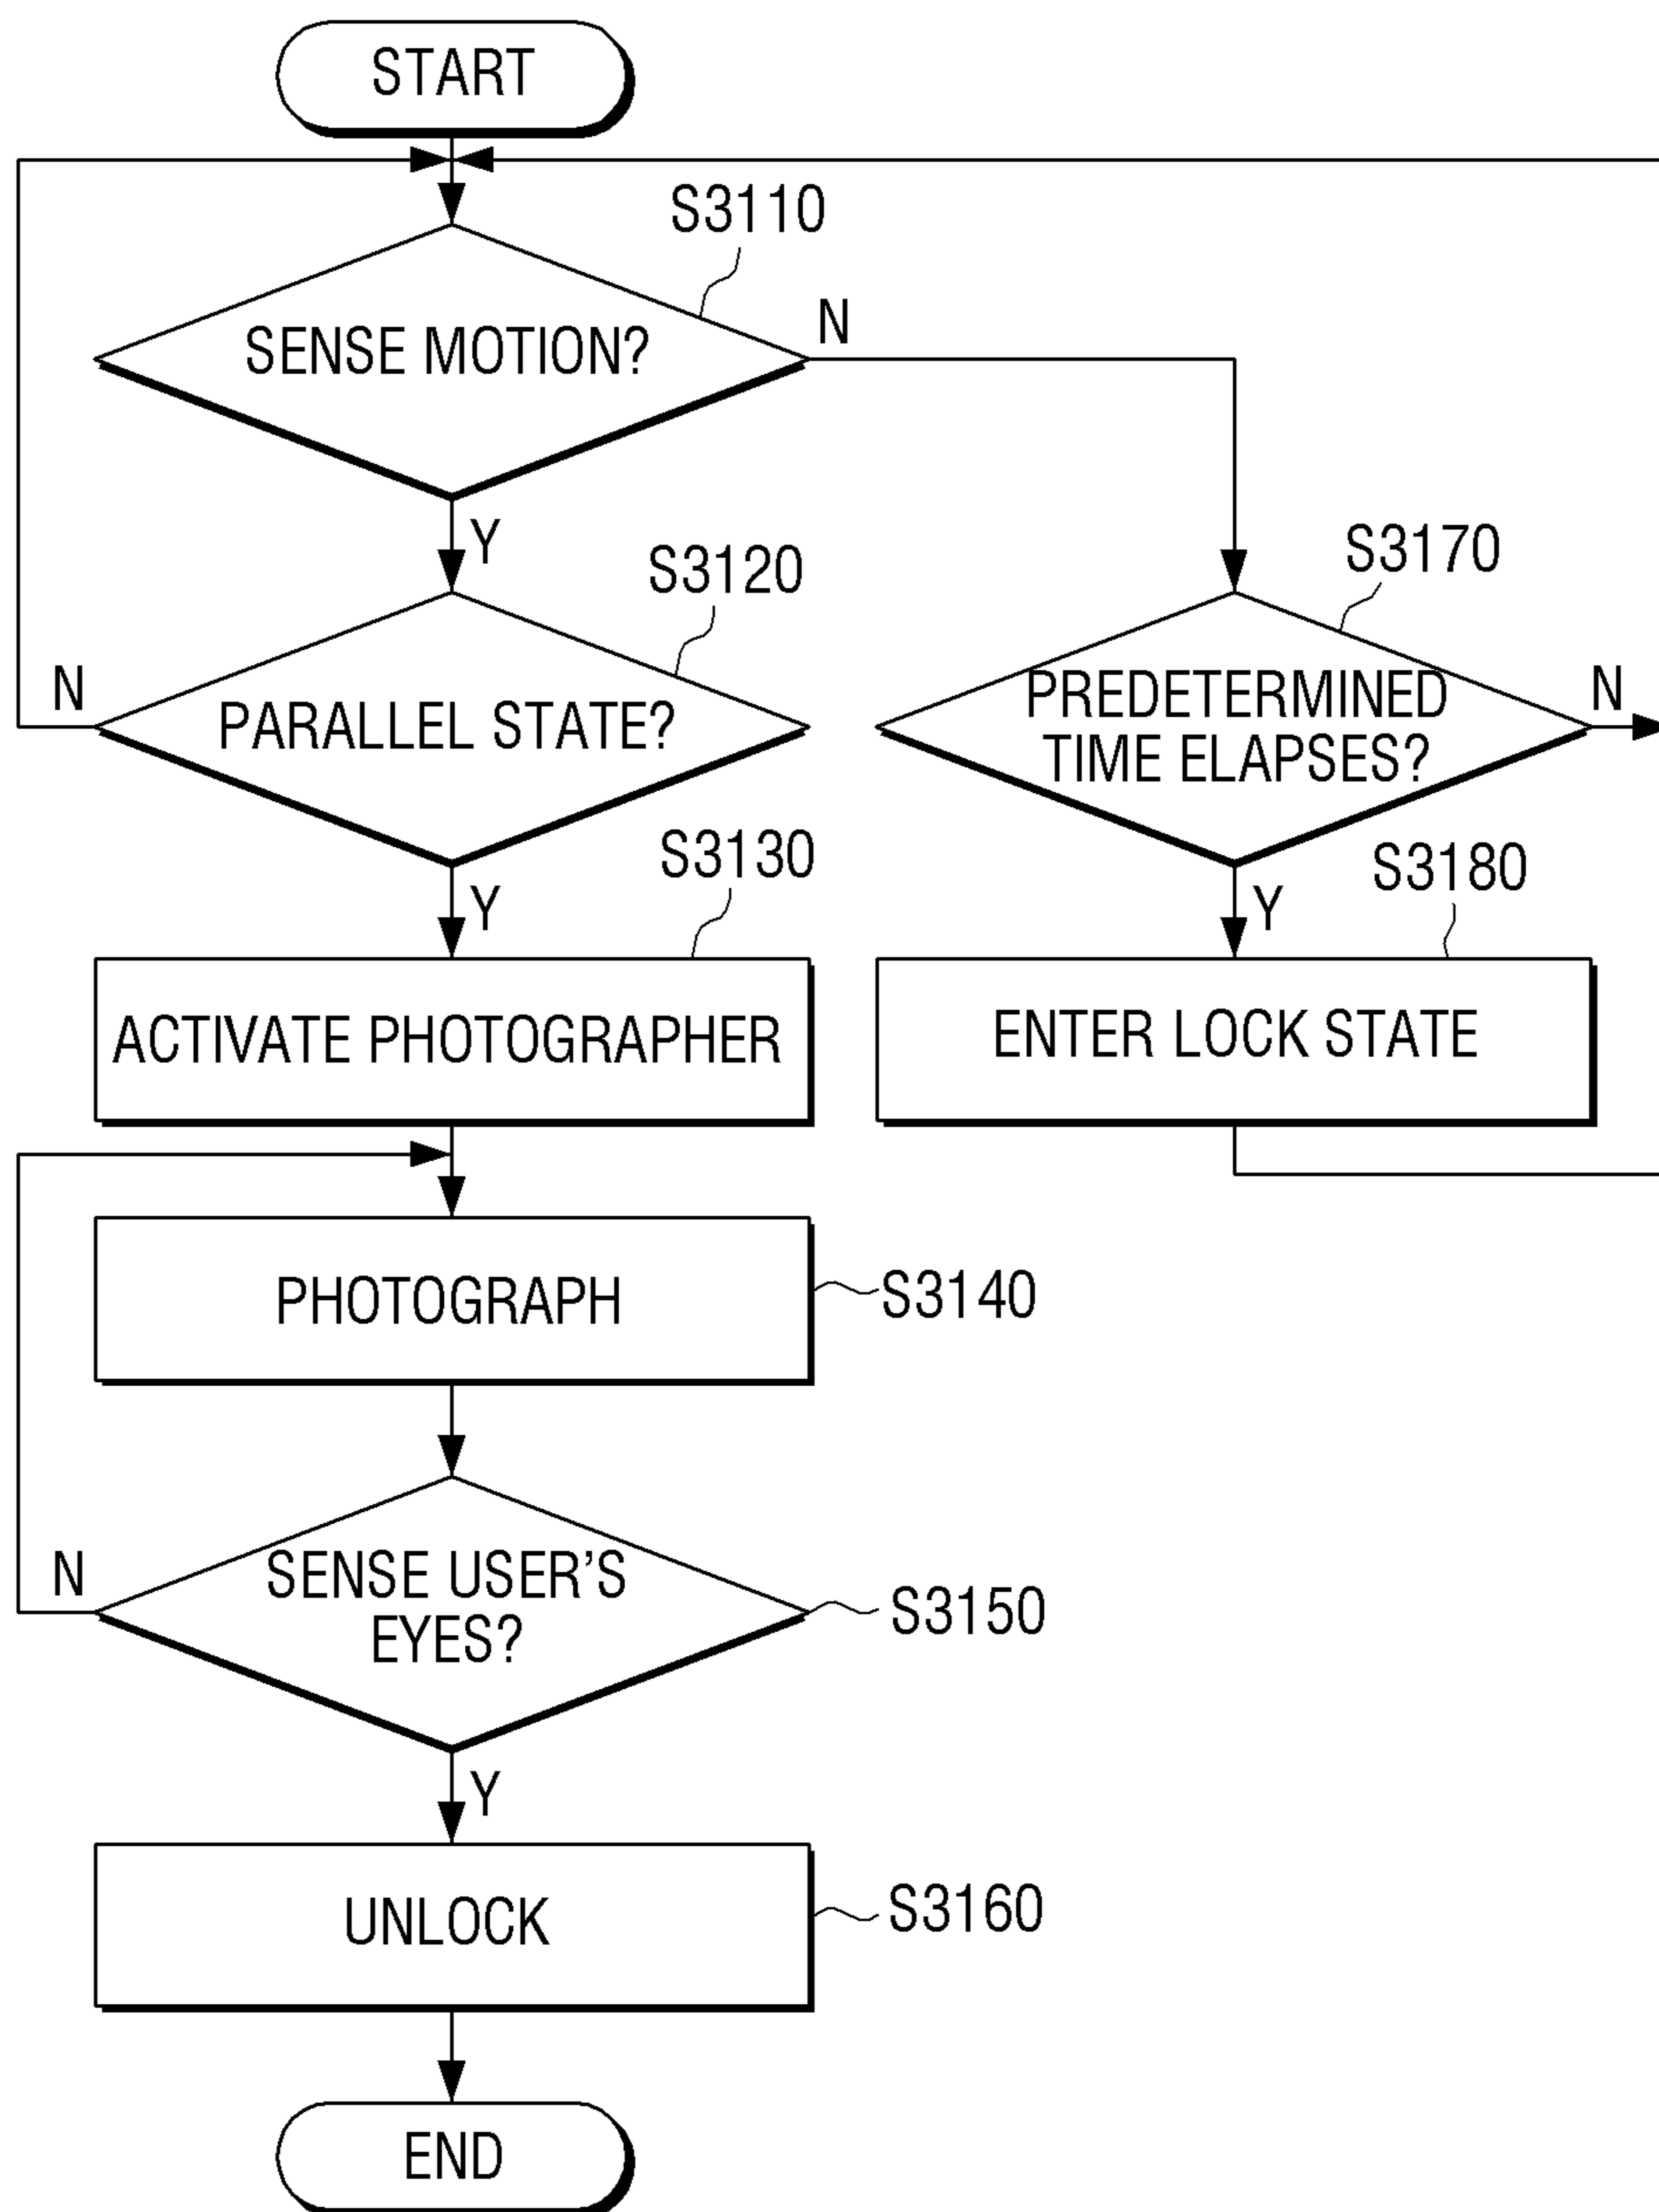 START
S3110
SENSE MOTION?
N
Y
S3120
S3170
N
PARALLEL STATE?
PREDETERMINED
TIME ELAPSES?
N
Y
S3130
Y
S3180
ACTIVATE PHOTOGRAPHER
ENTER LOCK STATE
PHOTOGRAPH
S3140
N
SENSE USER'S
EYES?
S3150
Y
UNLOCK
S3160
END